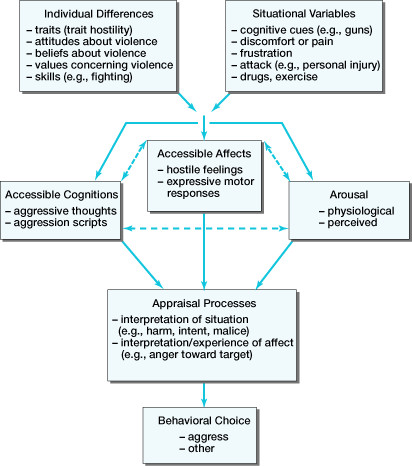 Individual Differences
– traits (trait hostility)
– attitudes about violence
– beliefs about violence
– values concerning violence
– skills (e.g., fighting)
Situational Variables
– cognitive cues (e.g., guns)
– discomfort or pain
– frustration
– attack (e.g., personal injury)
– drugs, exercise
Accessible Affects
– hostile feelings
– expressive motor
responses
Accessible Cognitions
– aggressive thoughts
– aggression scripts
Arousal
– physiological
– perceived
Appraisal Processes
– interpretation of situation
(e.g., harm, intent, malice)
– interpretation/experience of affect
(e.g., anger toward target)
Behavioral Choice
– aggress
– other